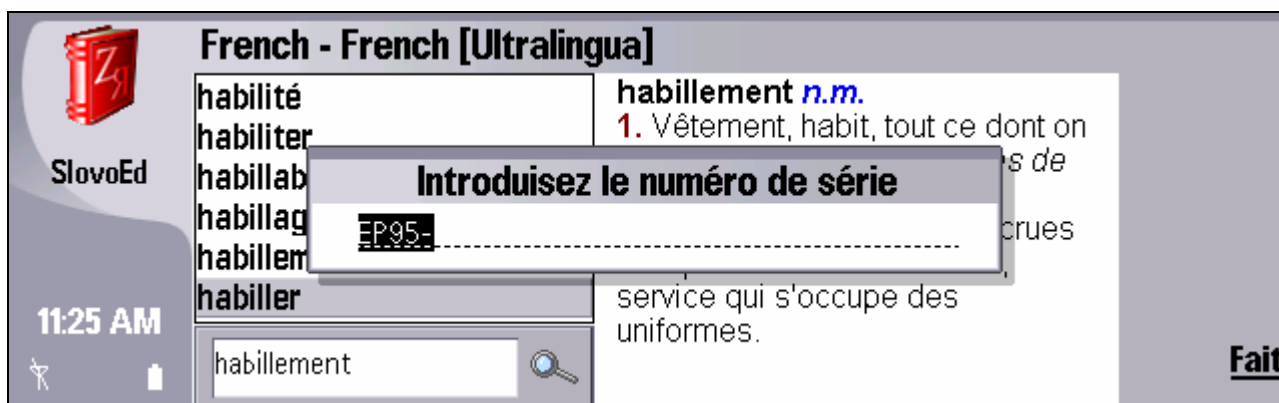 French - French [Ultralingua]
SlovoEd
11:25 AM
habilité
habiliter
habillab
habillag
habillem
habiller
habillement
habillement n.m.
1. Vêtement, habit, tout ce dont on
s de
crues
service qui s'occupe des
uniformes.
Introduisez le numéro de série
EP95-
Fait